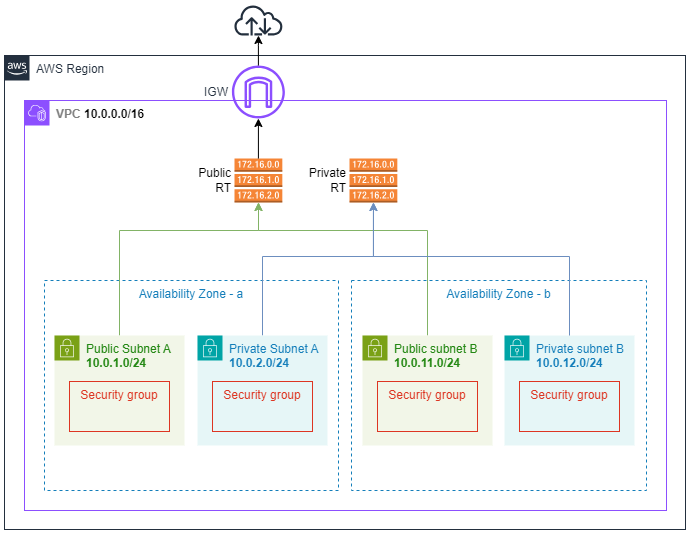 aws
AWS Region
IGW
VPC 10.0.0.0/16
Public
RT
172.16.0.0
172.16.1.0
172.16.2.0
Private
RT
172.16.0.0
172.16.1.0
172.16.2.0
Availability Zone - a
Availability Zone - b
Public Subnet A
10.0.1.0/24
Security group
Private Subnet A
10.0.2.0/24
Security group
Public subnet B
10.0.11.0/24
Security group
Private subnet B
10.0.12.0/24
Security group